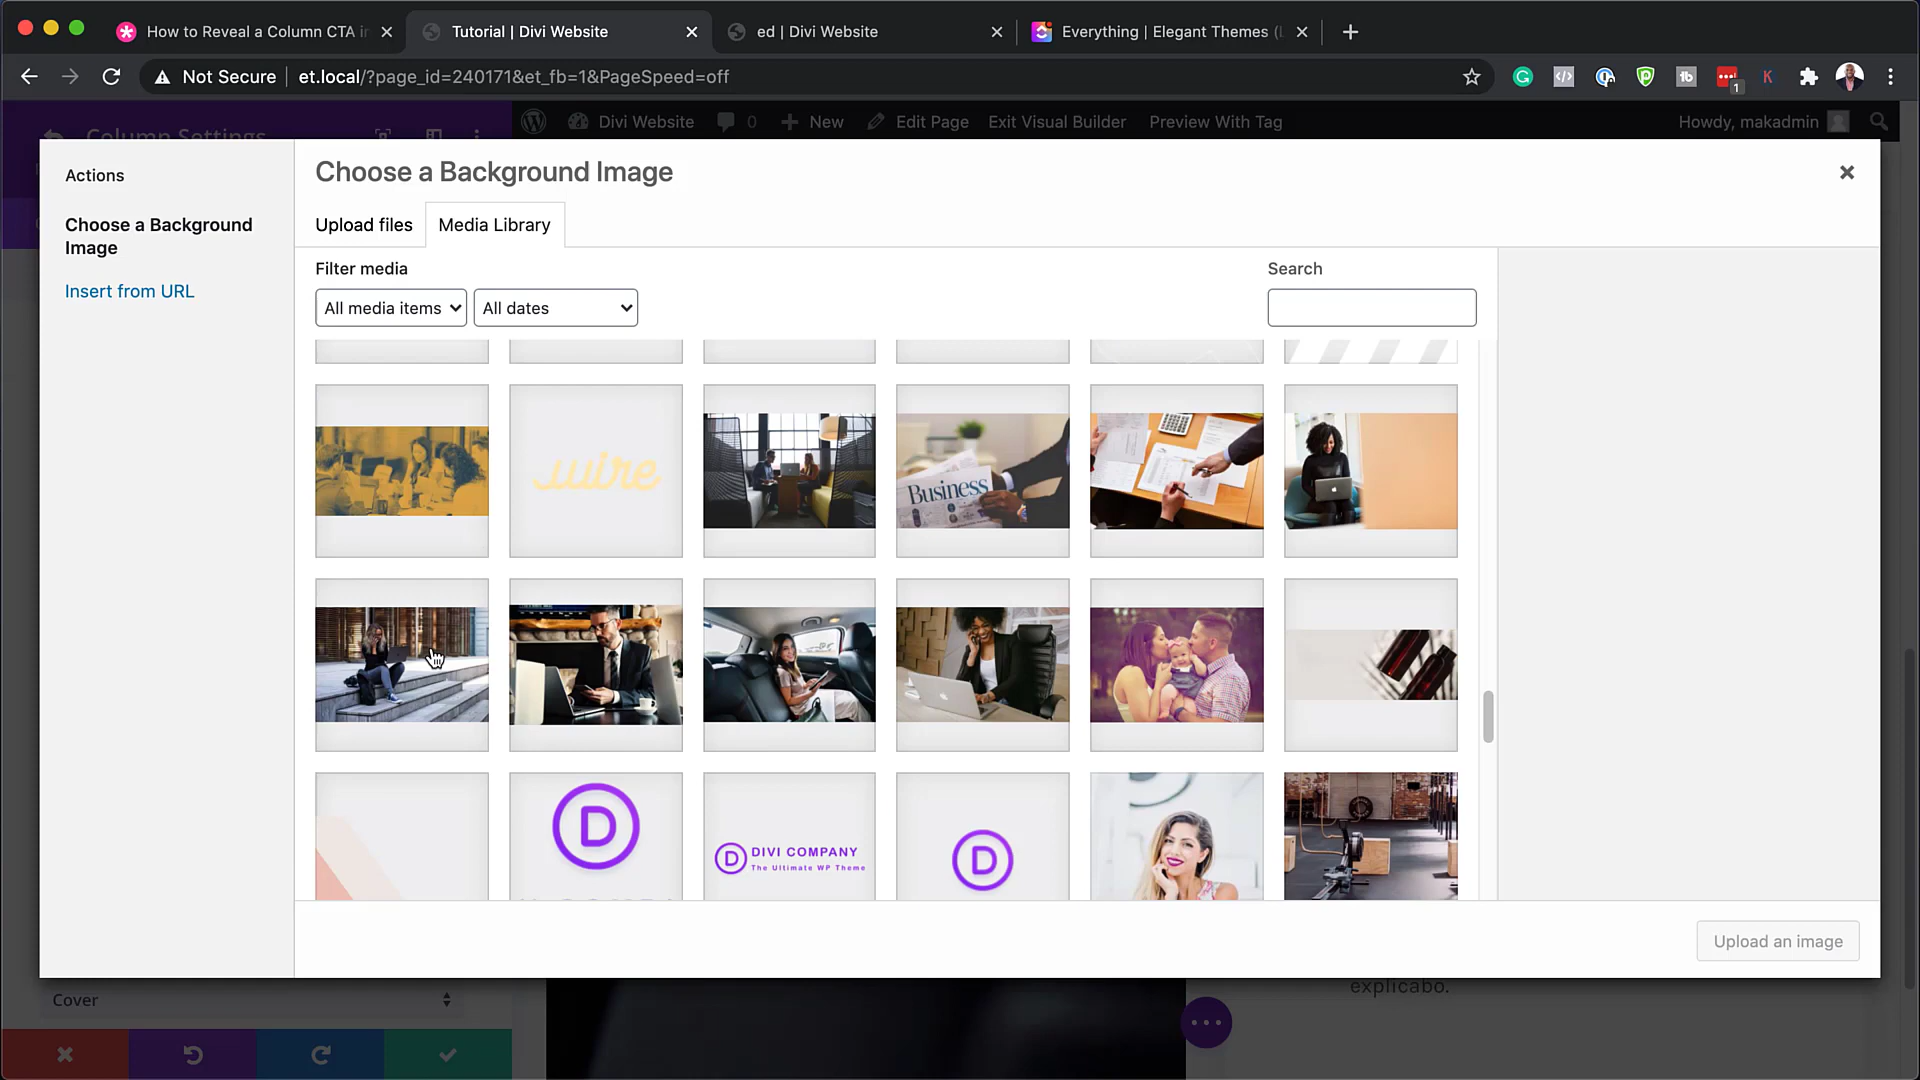 How to Reveal a Column CTA in
Tutorial | Divi Website
ed | Divi Website
Everything | Elegant Themes (
Not Secure
et.local/?page_id=240171&et_fb=1&PageSpeed=off
1
Column Settings
Divi Website
0
New
Edit Page
Exit Visual Builder
Preview With Tag
Howdy, makadmin
Actions
Choose a Background
Image
Insert from URL
Choose a Background Image
Upload files
Media Library
Filter media
All media items
All dates
Search
wire
Business
D
D DIVI COMPANY
The Ultimate WP Theme
D
Upload an image
Cover
explicabo.